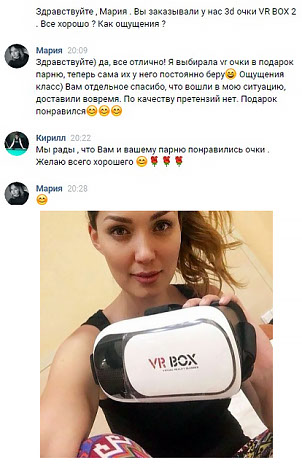 Здравствуйте , Мария . Вы заказывали у нас 3d очки VR BOX 2
. Все хорошо ? Как ощущения ?
Мария 20:09
Здравствуйте) да, все отлично! Я выбирала vr очки в подарок
парню, теперь сама их у него постоянно беру😄 Ощущения
класс) Вам отдельное спасибо, что вошли в мою ситуацию,
доставили вовремя. По качеству претензий нет. Подарок
понравился😊😊😊
Кирилл 20:22
Мы рады , что Вам и вашему парню понравились очки .
Желаю всего хорошего 😊🌹🌹🌹
Мария 20:28
😊
VR BOX